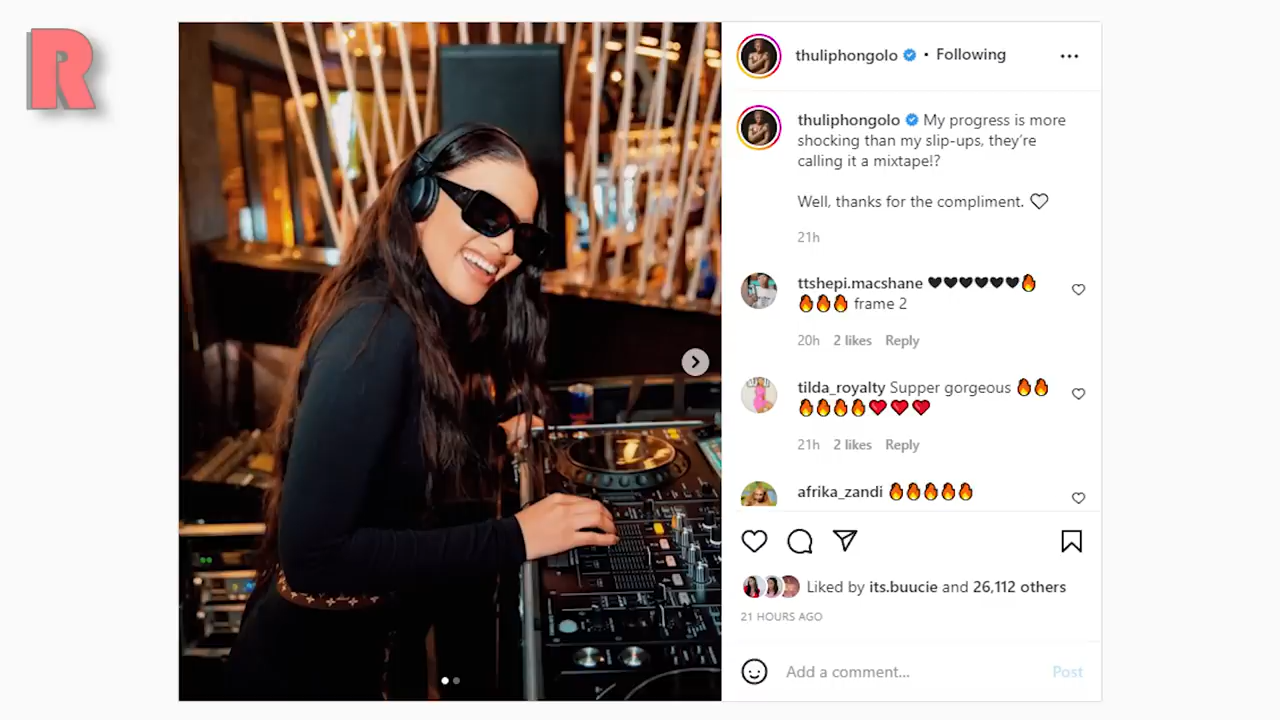 R
thuliphongolo • Following
thuliphongolo My progress is more
shocking than my slip-ups, they're
calling it a mixtape!?
Well, thanks for the compliment. ♡
21h
ttshepi.macshane 🖤🖤🖤🖤🖤🖤🔥
🔥🔥🔥 frame 2
20h 2 likes Reply
tilda_royalty Supper gorgeous 🔥🔥
🔥🔥🔥🔥❤️❤️❤️
21h 2 likes Reply
afrika_zandi 🔥🔥🔥🔥🔥
Liked by its.buucie and 26,112 others
21 HOURS AGO
Add a comment... Post